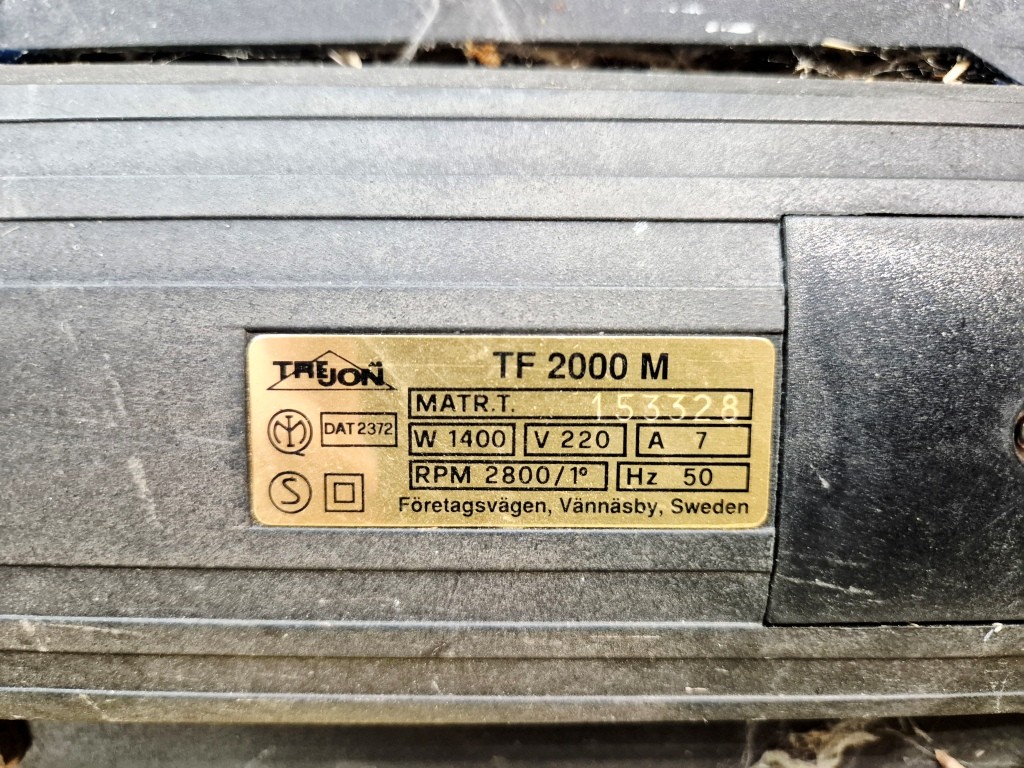 TREJON
TF 2000 M
MATR.T. 153328
DAT 2372
W 1400 V 220 A 7
RPM 2800/1° Hz 50
S
Företagsvägen, Vännäsby, Sweden